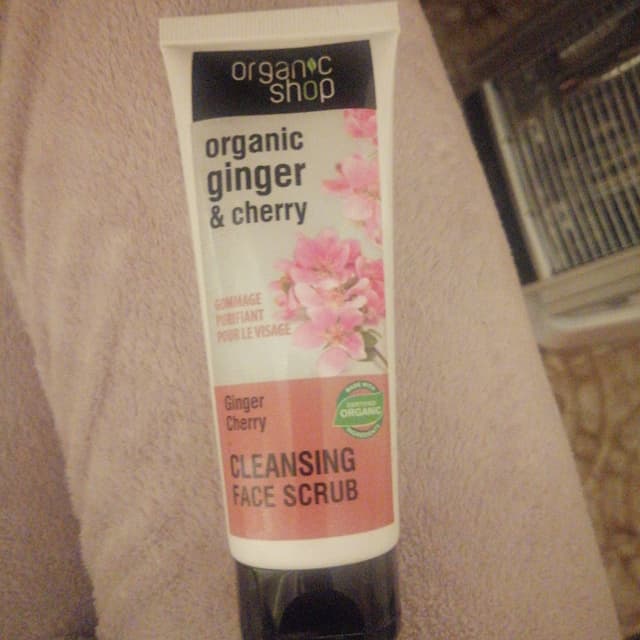 organic
shop
organic
ginger
& cherry
GOMMAGE
PURIFIANT
POUR LE VISAGE
Ginger
Cherry
ORGANIC
CLEANSING
FACE SCRUB